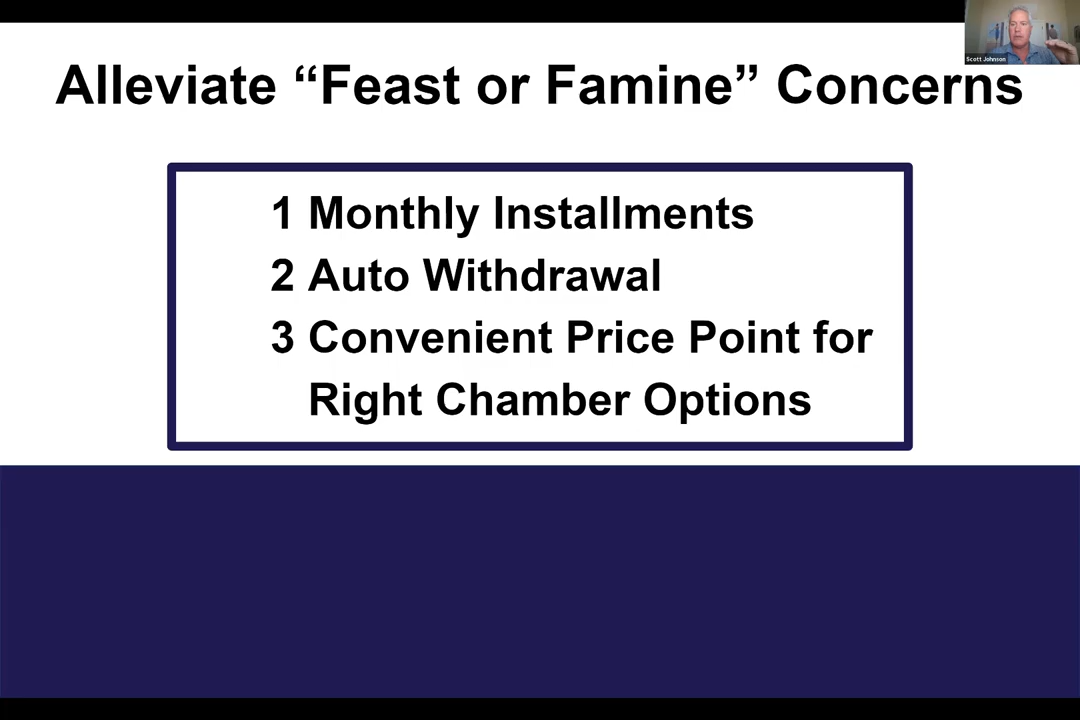 Scott Johnson
Alleviate “Feast or Famine” Concerns
1 Monthly Installments
2 Auto Withdrawal
3 Convenient Price Point for
Right Chamber Options